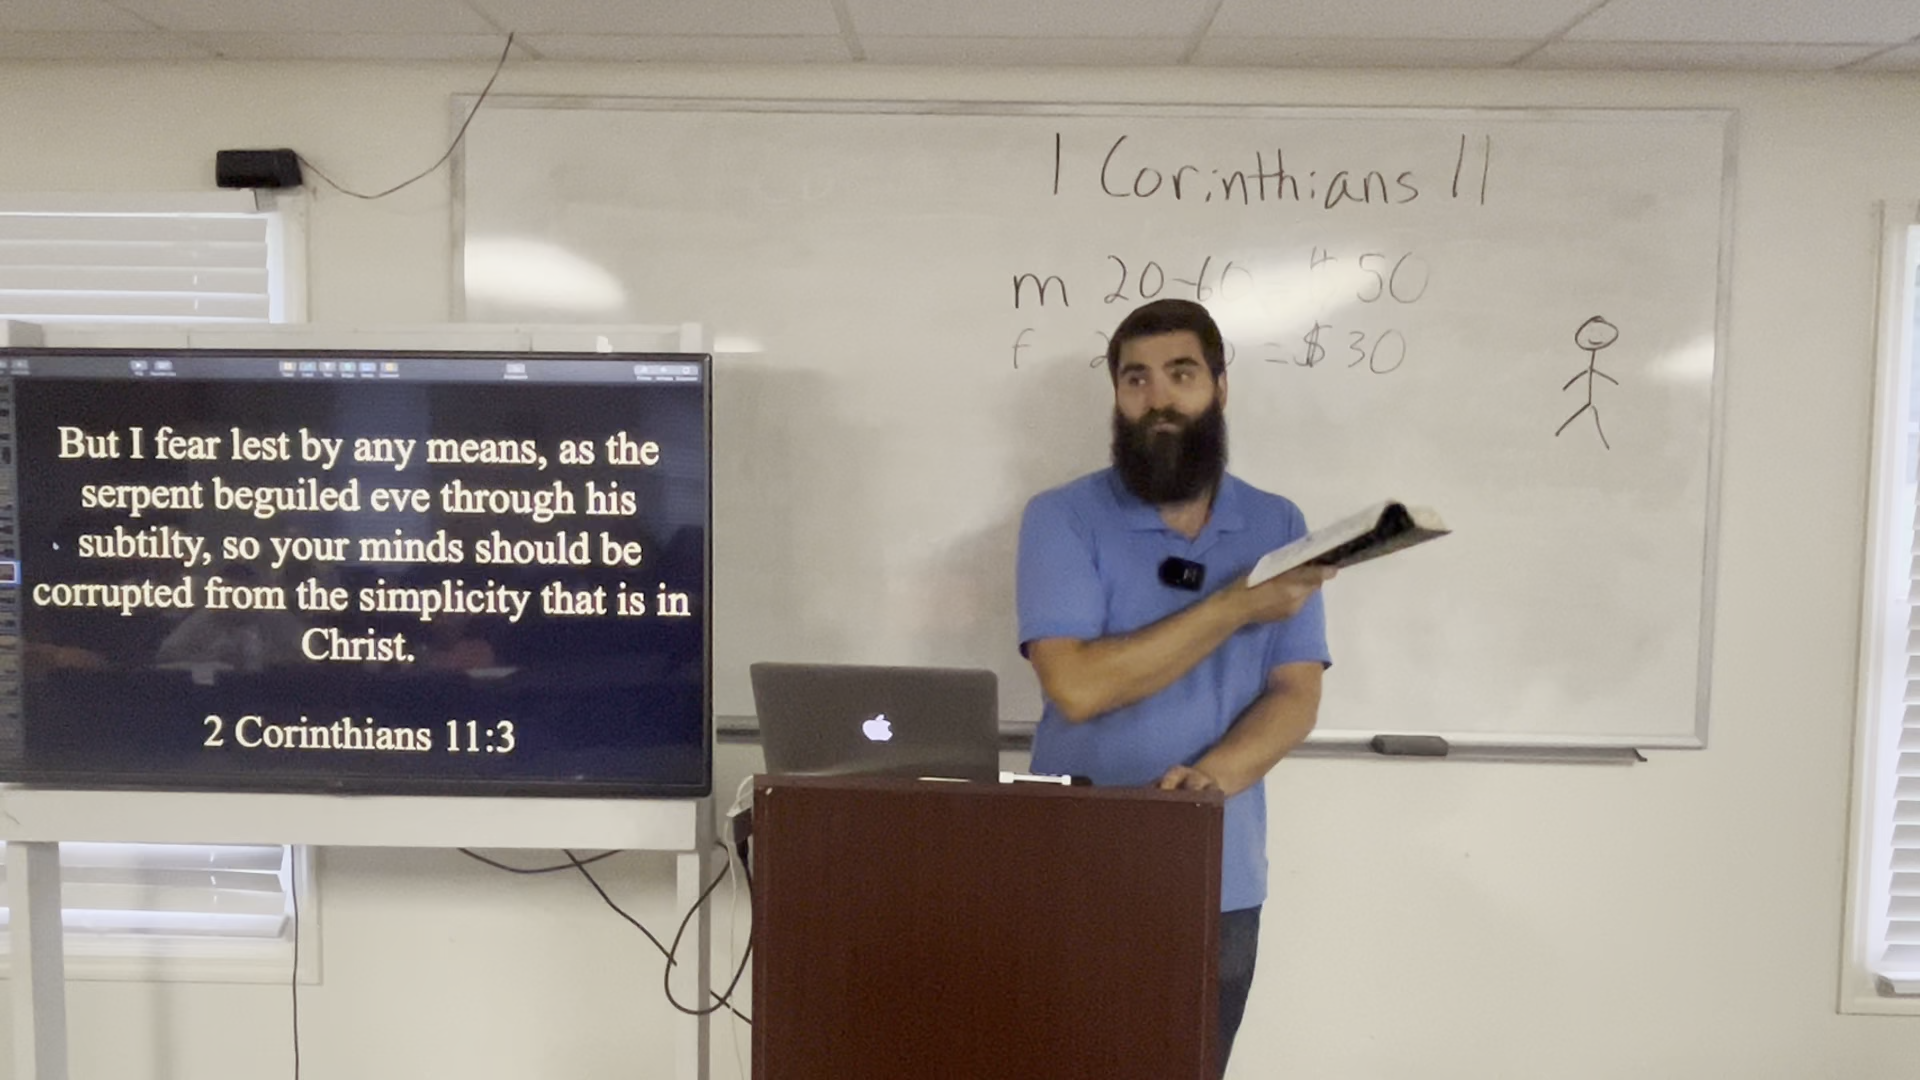 1 Corinthians 11
m 20-60 = $50
f = $30
But I fear lest by any means, as the
serpent beguiled eve through his
subtilty, so your minds should be
corrupted from the simplicity that is in
Christ.
2 Corinthians 11:3